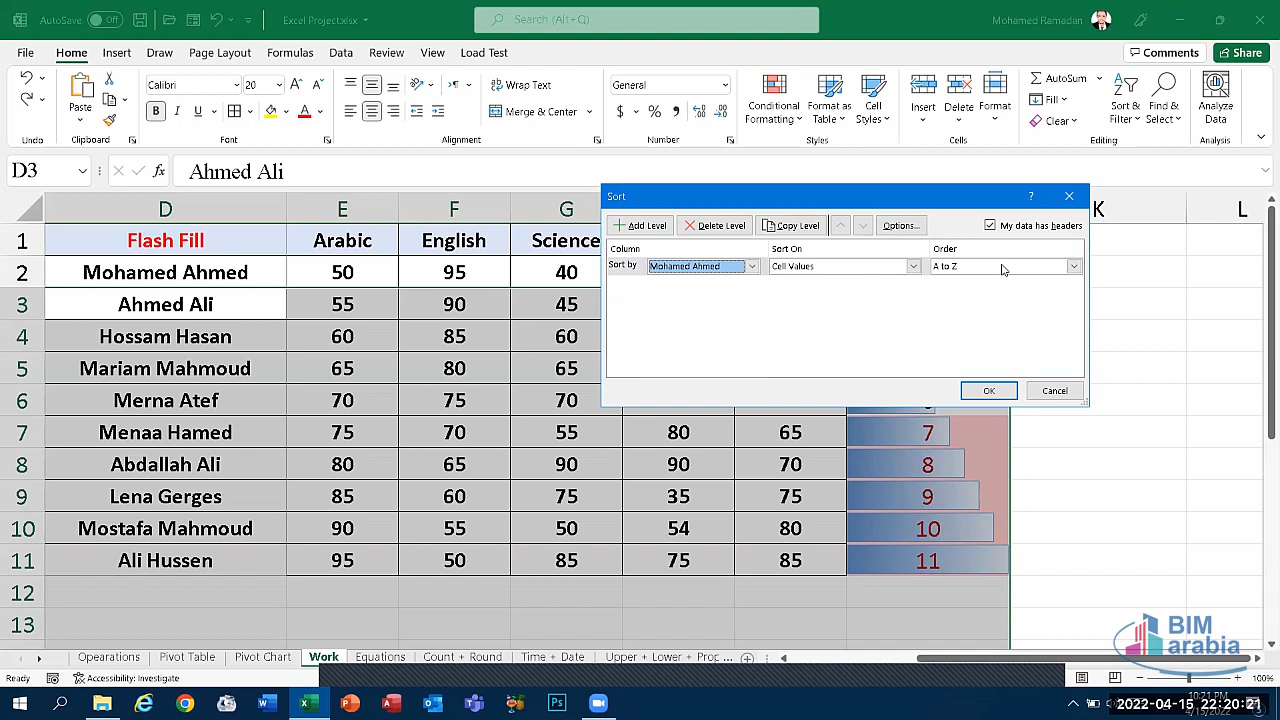 AutoSave Off Excel Project.xlsx Search (Alt+Q) Mohamed Ramadan
File Home Insert Draw Page Layout Formulas Data Review View Load Test Comments Share
Paste Calibri 20 Wrap Text General Conditional Format as Cell Insert Delete Format AutoSum Sort & Find & Analyze
B I U A Merge & Center $ % Formatting Table Styles Fill Filter Select Data
Clear
Undo Clipboard Font Alignment Number Styles Cells Editing Analysis
D3 fx Ahmed Ali
D E F G K L
1 Flash Fill Arabic English Science
2 Mohamed Ahmed 50 95 40
3 Ahmed Ali 55 90 45
4 Hossam Hasan 60 85 60
5 Mariam Mahmoud 65 80 65
6 Merna Atef 70 75 70
7 Menaa Hamed 75 70 55 80 65 7
8 Abdallah Ali 80 65 90 90 70 8
9 Lena Gerges 85 60 75 35 75 9
10 Mostafa Mahmoud 90 55 50 54 80 10
11 Ali Hussen 95 50 85 75 85 11
12
13
Sort ?
Add Level Delete Level Copy Level Options... My data has headers
Column Sort On Order
Sort by Mohamed Ahmed Cell Values A to Z
OK Cancel
BIM
arabia
Operations Pivot Table Pivot Chart Work Equations Count + Round Time + Date Upper + Lower + Prop ...
Ready Accessibility: Investigate 100%
10:21 PM
4/15/2022
2022-04-15 22:20:21